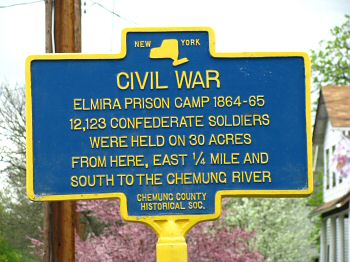 NEW YORK
CIVIL WAR
ELMIRA PRISON CAMP 1864-65
12,123 CONFEDERATE SOLDIERS
WERE HELD ON 30 ACRES
FROM HERE, EAST ¼ MILE AND
SOUTH TO THE CHEMUNG RIVER
CHEMUNG COUNTY
HISTORICAL SOC.